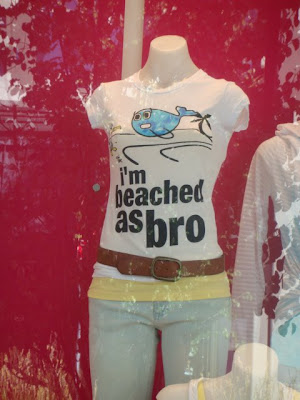 i'm
beached
as bro